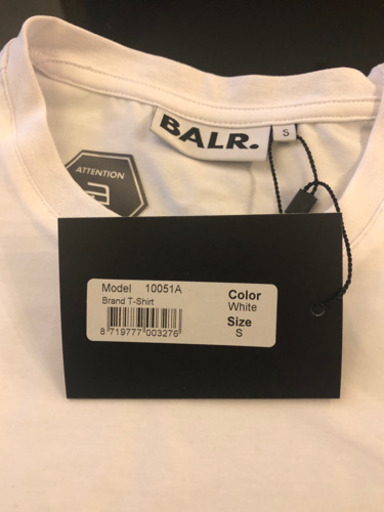 BALR.
S
ATTENTION
a
Model 10051A
Brand T-Shirt
8 719777 003276
Color
White
Size
S